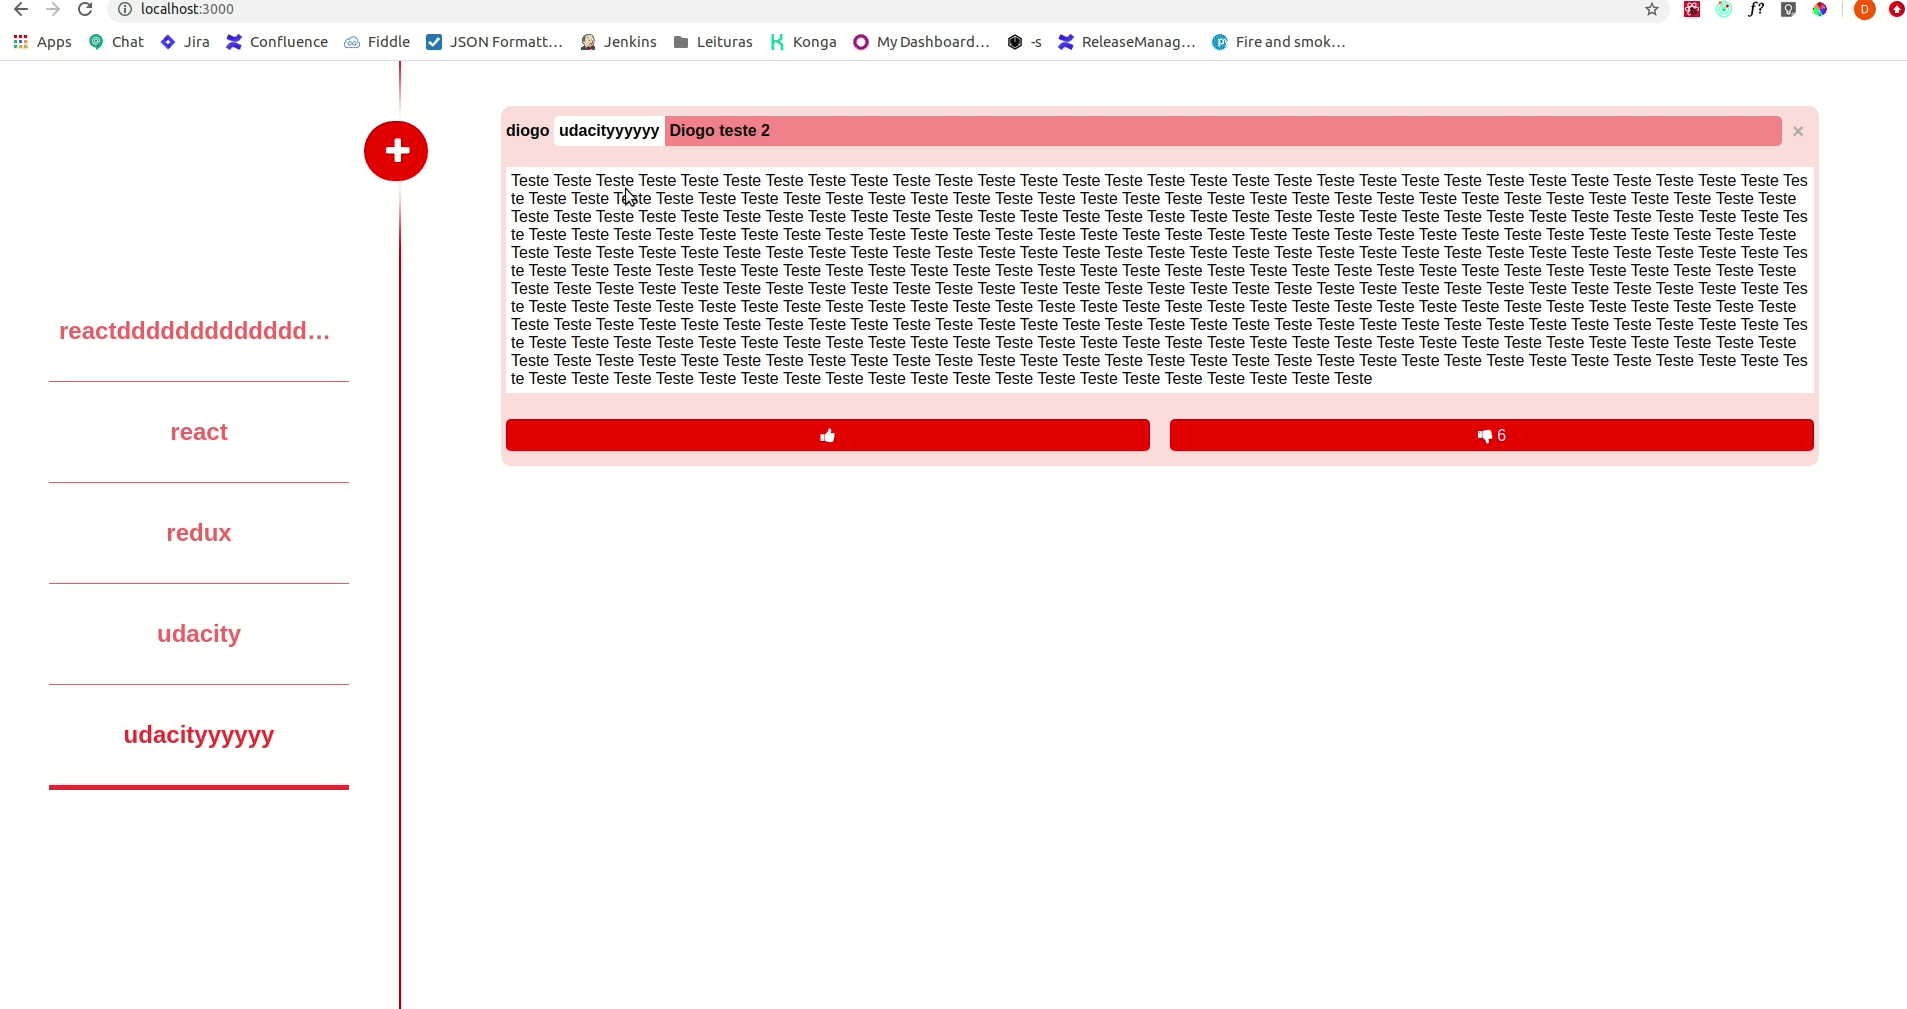 localhost:3000
f?
D
Apps Chat Jira Confluence Fiddle JSON Formatt... Jenkins Leituras Konga My Dashboard... -s ReleaseManag... Fire and smok...
diogo udacityyyyyy Diogo teste 2 ×
Teste Teste Teste Teste Teste Teste Teste Teste Teste Teste Teste Teste Teste Teste Teste Teste Teste Teste Teste Teste Teste Teste Teste Teste Teste Teste Teste Teste Teste Teste Tes
te Teste Teste Teste Teste Teste Teste Teste Teste Teste Teste Teste Teste Teste Teste Teste Teste Teste Teste Teste Teste Teste Teste Teste Teste Teste Teste Teste Teste Teste Teste
Teste Teste Teste Teste Teste Teste Teste Teste Teste Teste Teste Teste Teste Teste Teste Teste Teste Teste Teste Teste Teste Teste Teste Teste Teste Teste Teste Teste Teste Teste Tes
te Teste Teste Teste Teste Teste Teste Teste Teste Teste Teste Teste Teste Teste Teste Teste Teste Teste Teste Teste Teste Teste Teste Teste Teste Teste Teste Teste Teste Teste Teste
Teste Teste Teste Teste Teste Teste Teste Teste Teste Teste Teste Teste Teste Teste Teste Teste Teste Teste Teste Teste Teste Teste Teste Teste Teste Teste Teste Teste Teste Teste Tes
te Teste Teste Teste Teste Teste Teste Teste Teste Teste Teste Teste Teste Teste Teste Teste Teste Teste Teste Teste Teste Teste Teste Teste Teste Teste Teste Teste Teste Teste Teste
Teste Teste Teste Teste Teste Teste Teste Teste Teste Teste Teste Teste Teste Teste Teste Teste Teste Teste Teste Teste Teste Teste Teste Teste Teste Teste Teste Teste Teste Teste Tes
te Teste Teste Teste Teste Teste Teste Teste Teste Teste Teste Teste Teste Teste Teste Teste Teste Teste Teste Teste Teste Teste Teste Teste Teste Teste Teste Teste Teste Teste Teste
Teste Teste Teste Teste Teste Teste Teste Teste Teste Teste Teste Teste Teste Teste Teste Teste Teste Teste Teste Teste Teste Teste Teste Teste Teste Teste Teste Teste Teste Teste Tes
te Teste Teste Teste Teste Teste Teste Teste Teste Teste Teste Teste Teste Teste Teste Teste Teste Teste Teste Teste Teste Teste Teste Teste Teste Teste Teste Teste Teste Teste Teste
Teste Teste Teste Teste Teste Teste Teste Teste Teste Teste Teste Teste Teste Teste Teste Teste Teste Teste Teste Teste Teste Teste Teste Teste Teste Teste Teste Teste Teste Teste Tes
te Teste Teste Teste Teste Teste Teste Teste Teste Teste Teste Teste Teste Teste Teste Teste Teste Teste Teste Teste Teste
6
reactddddddddddddd...
react
redux
udacity
udacityyyyyy